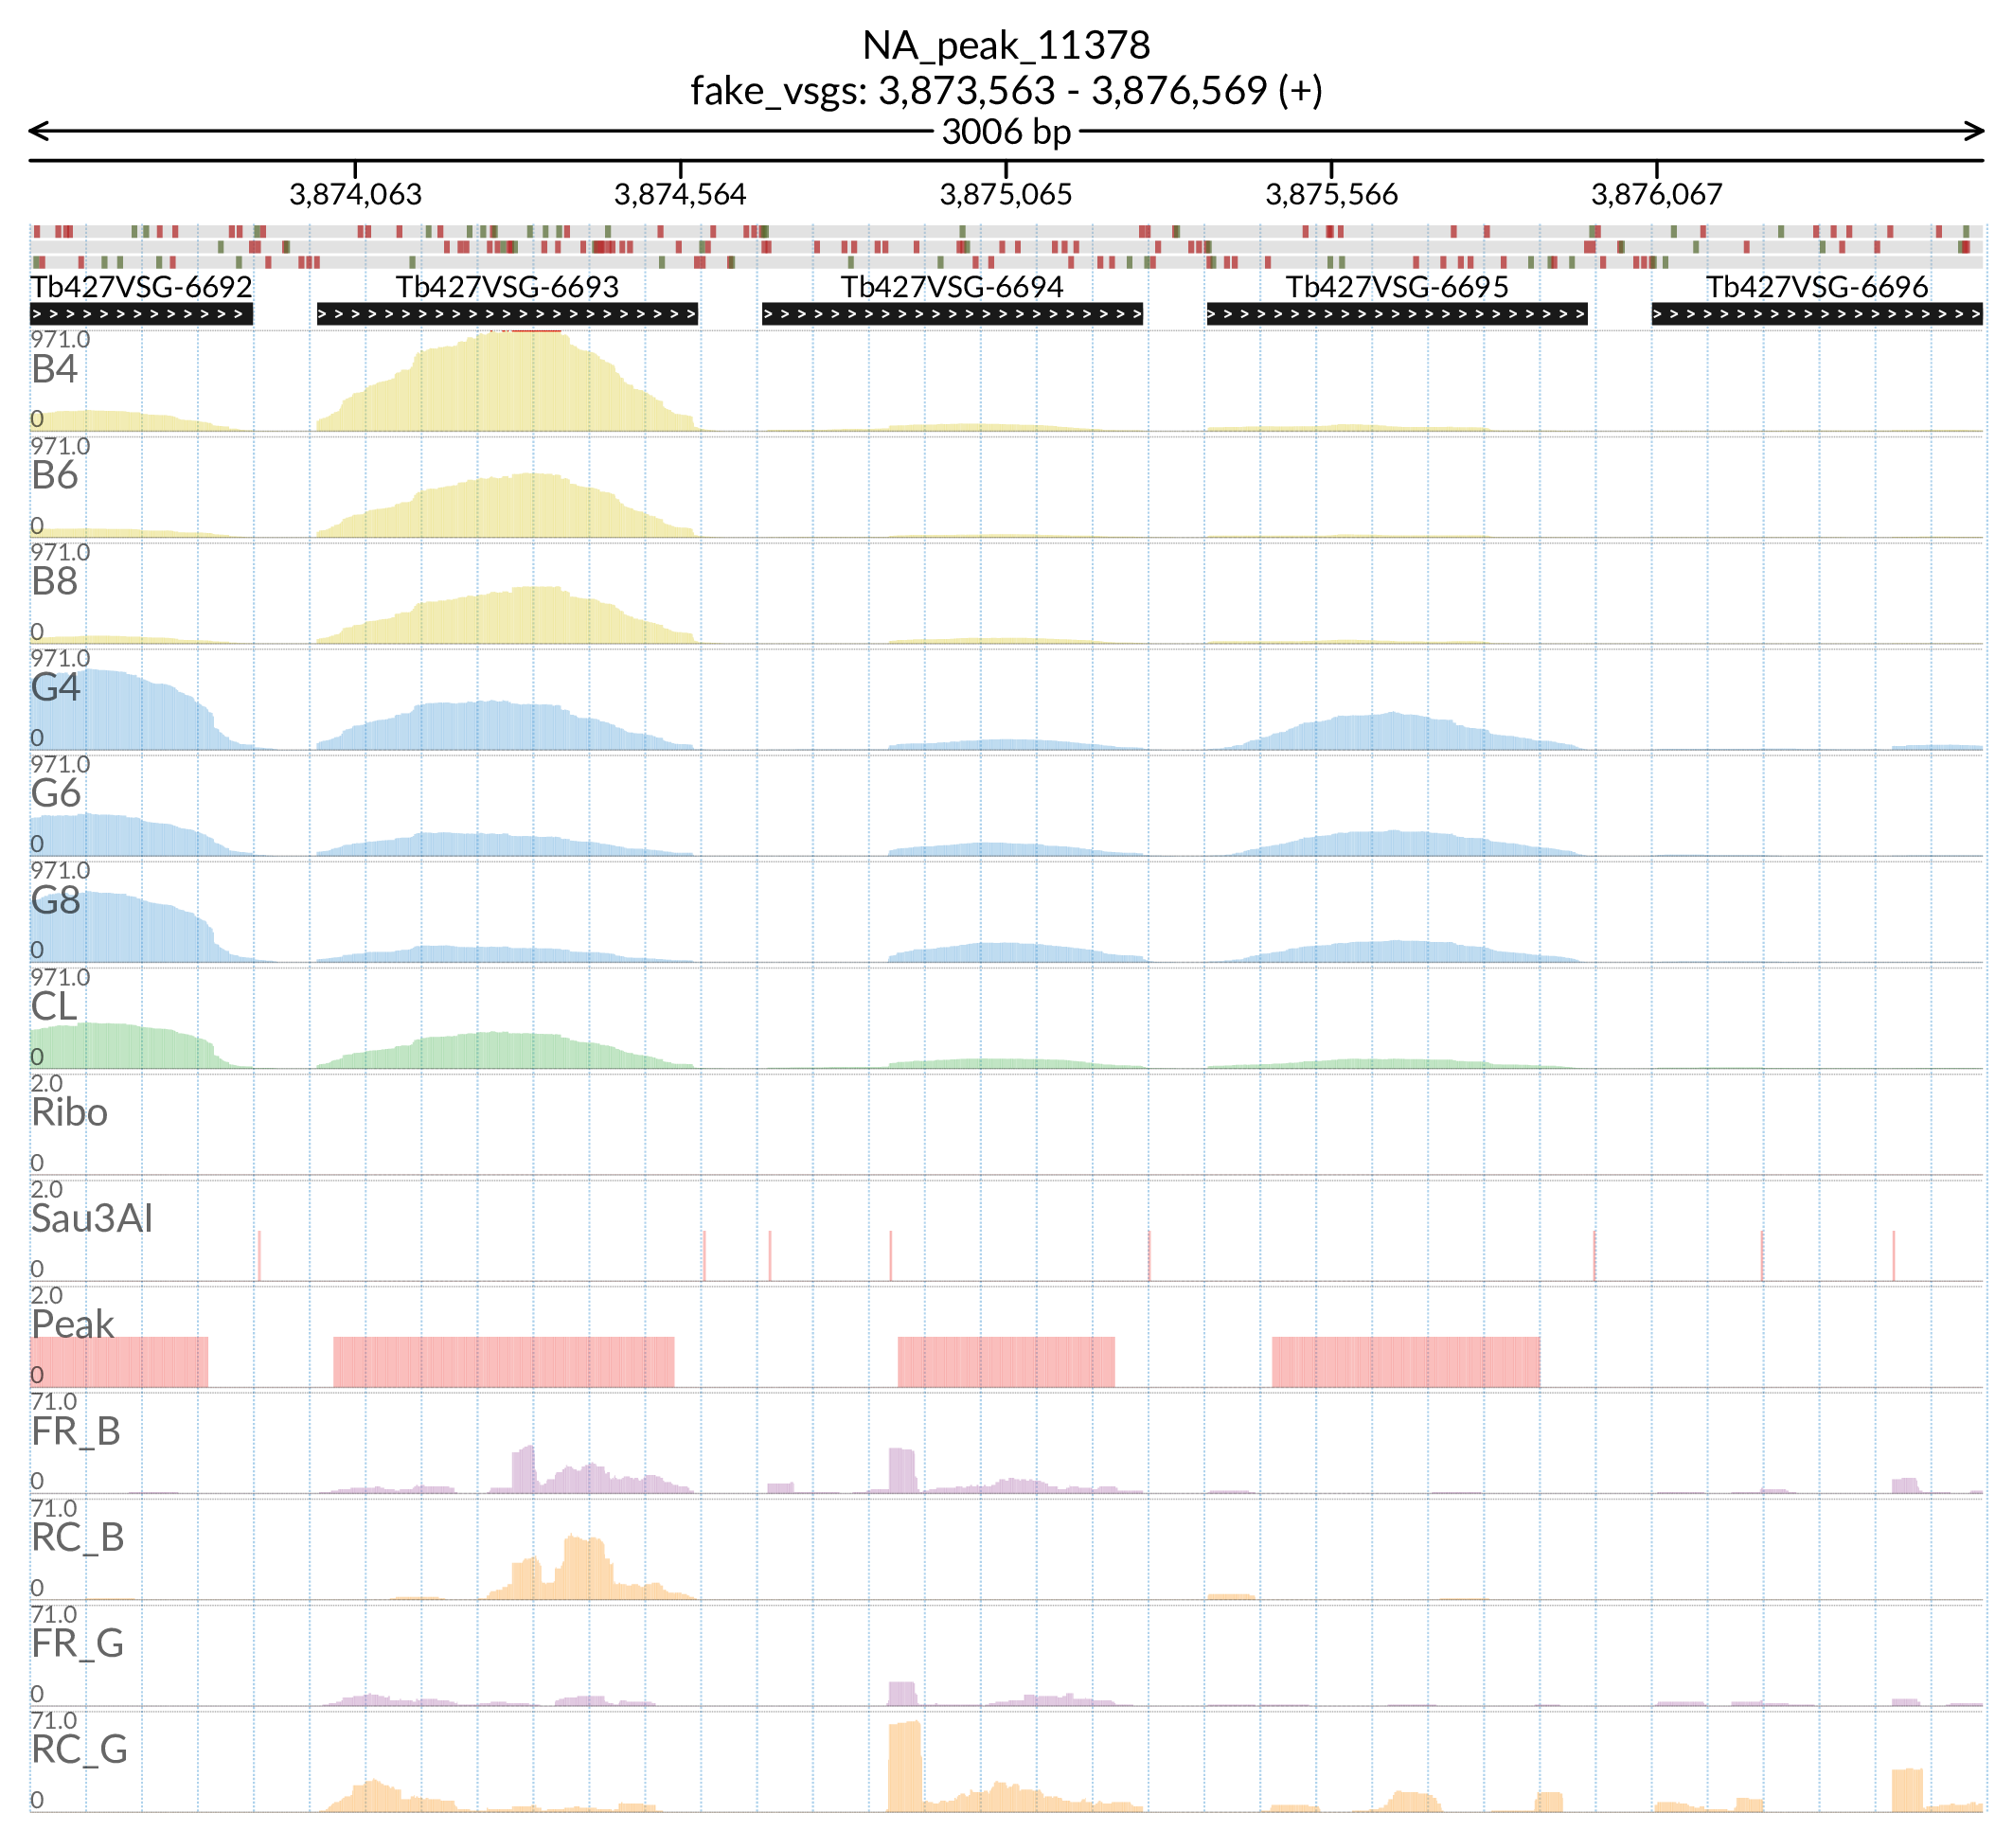 NA_peak_11378
fake_vsgs: 3,873,563 - 3,876,569 (+)
3006 bp
3,874,063 3,874,564 3,875,065 3,875,566 3,876,067
Tb427VSG-6692 Tb427VSG-6693 Tb427VSG-6694 Tb427VSG-6695 Tb427VSG-6696
971.0
B4
0
971.0
B6
0
971.0
B8
0
971.0
G4
0
971.0
G6
0
971.0
G8
0
971.0
CL
0
2.0
Ribo
0
2.0
Sau3AI
0
2.0
Peak
0
71.0
FR_B
0
71.0
RC_B
0
71.0
FR_G
0
71.0
RC_G
0